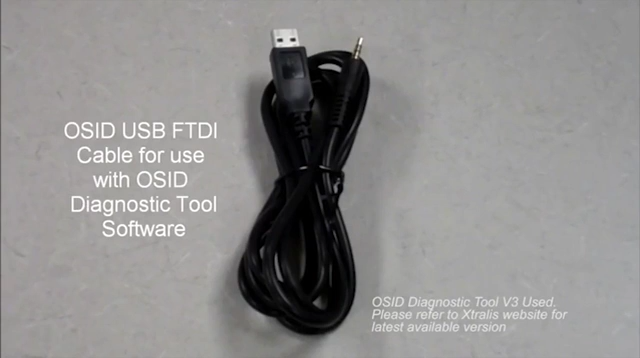 OSID USB FTDI
Cable for use
with OSID
Diagnostic Tool
Software
OSID Diagnostic Tool V3 Used.
Please refer to Xtralis website for
latest available version